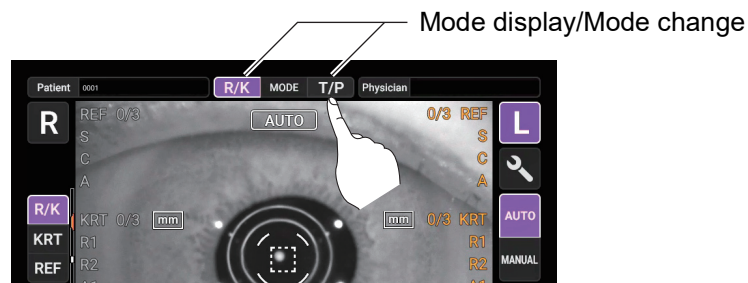 Mode display/Mode change
Patient 0001 R/K MODE T/P Physician
R REF 0/3 AUTO 0/3 REF L
S S
C C
A A
R/K KRT 0/3 mm mm 0/3 KRT AUTO
KRT R1 R1
REF R2 R2 MANUAL